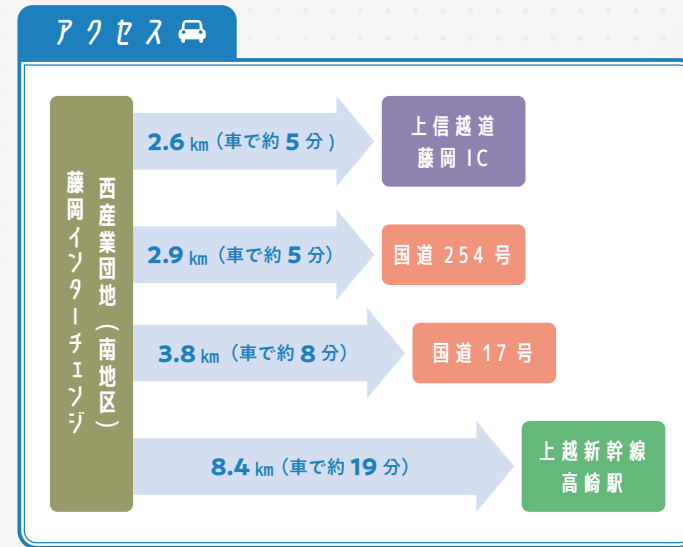 アクセス
藤岡インターチェンジ
西産業団地（南地区）
2.6 km（車で約 5 分）
上信越道
藤岡 IC
2.9 km（車で約 5 分）
国道 254 号
3.8 km（車で約 8 分）
国道 17 号
8.4 km（車で約 19 分）
上越新幹線
高崎駅